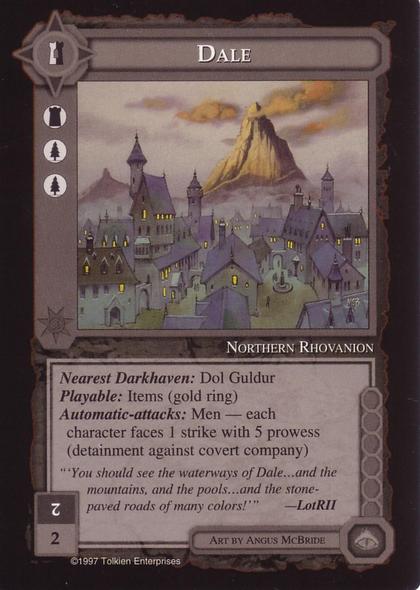 DALE
NORTHERN RHOVANION
Nearest Darkhaven: Dol Guldur
Playable: Items (gold ring)
Automatic-attacks: Men — each
character faces 1 strike with 5 prowess
(detainment against covert company)
"'You should see the waterways of Dale...and the
mountains, and the pools...and the stone-
paved roads of many colors!'" —LotRII
2
2
ART BY ANGUS MCBRIDE
©1997 Tolkien Enterprises